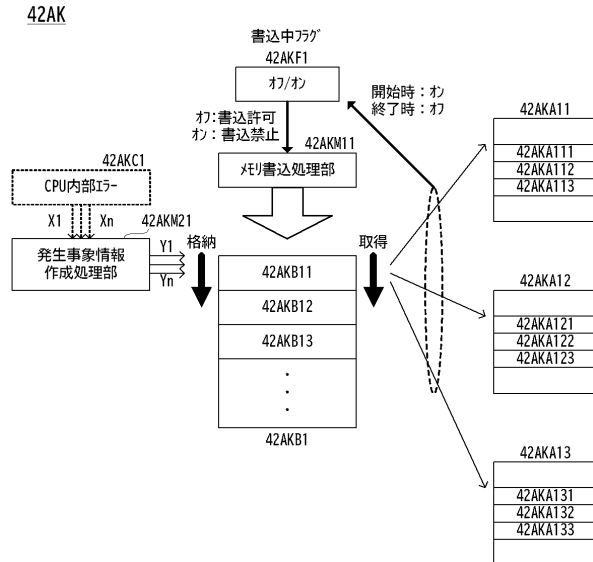 42AK
書込中ﾌﾗｸﾞ
42AKF1
ｵﾌ/ｵﾝ
開始時：ｵﾝ
終了時：ｵﾌ
ｵﾌ:書込許可
ｵﾝ：書込禁止
42AKM11
ﾒﾓﾘ書込処理部
42AKC1
CPU内部ｴﾗｰ
X1
Xn
42AKM21
発生事象情報
作成処理部
Y1
Yn
格納
取得
42AKB11
42AKB12
42AKB13
・
・
・
42AKB1
42AKA11
42AKA111
42AKA112
42AKA113
42AKA12
42AKA121
42AKA122
42AKA123
42AKA13
42AKA131
42AKA132
42AKA133